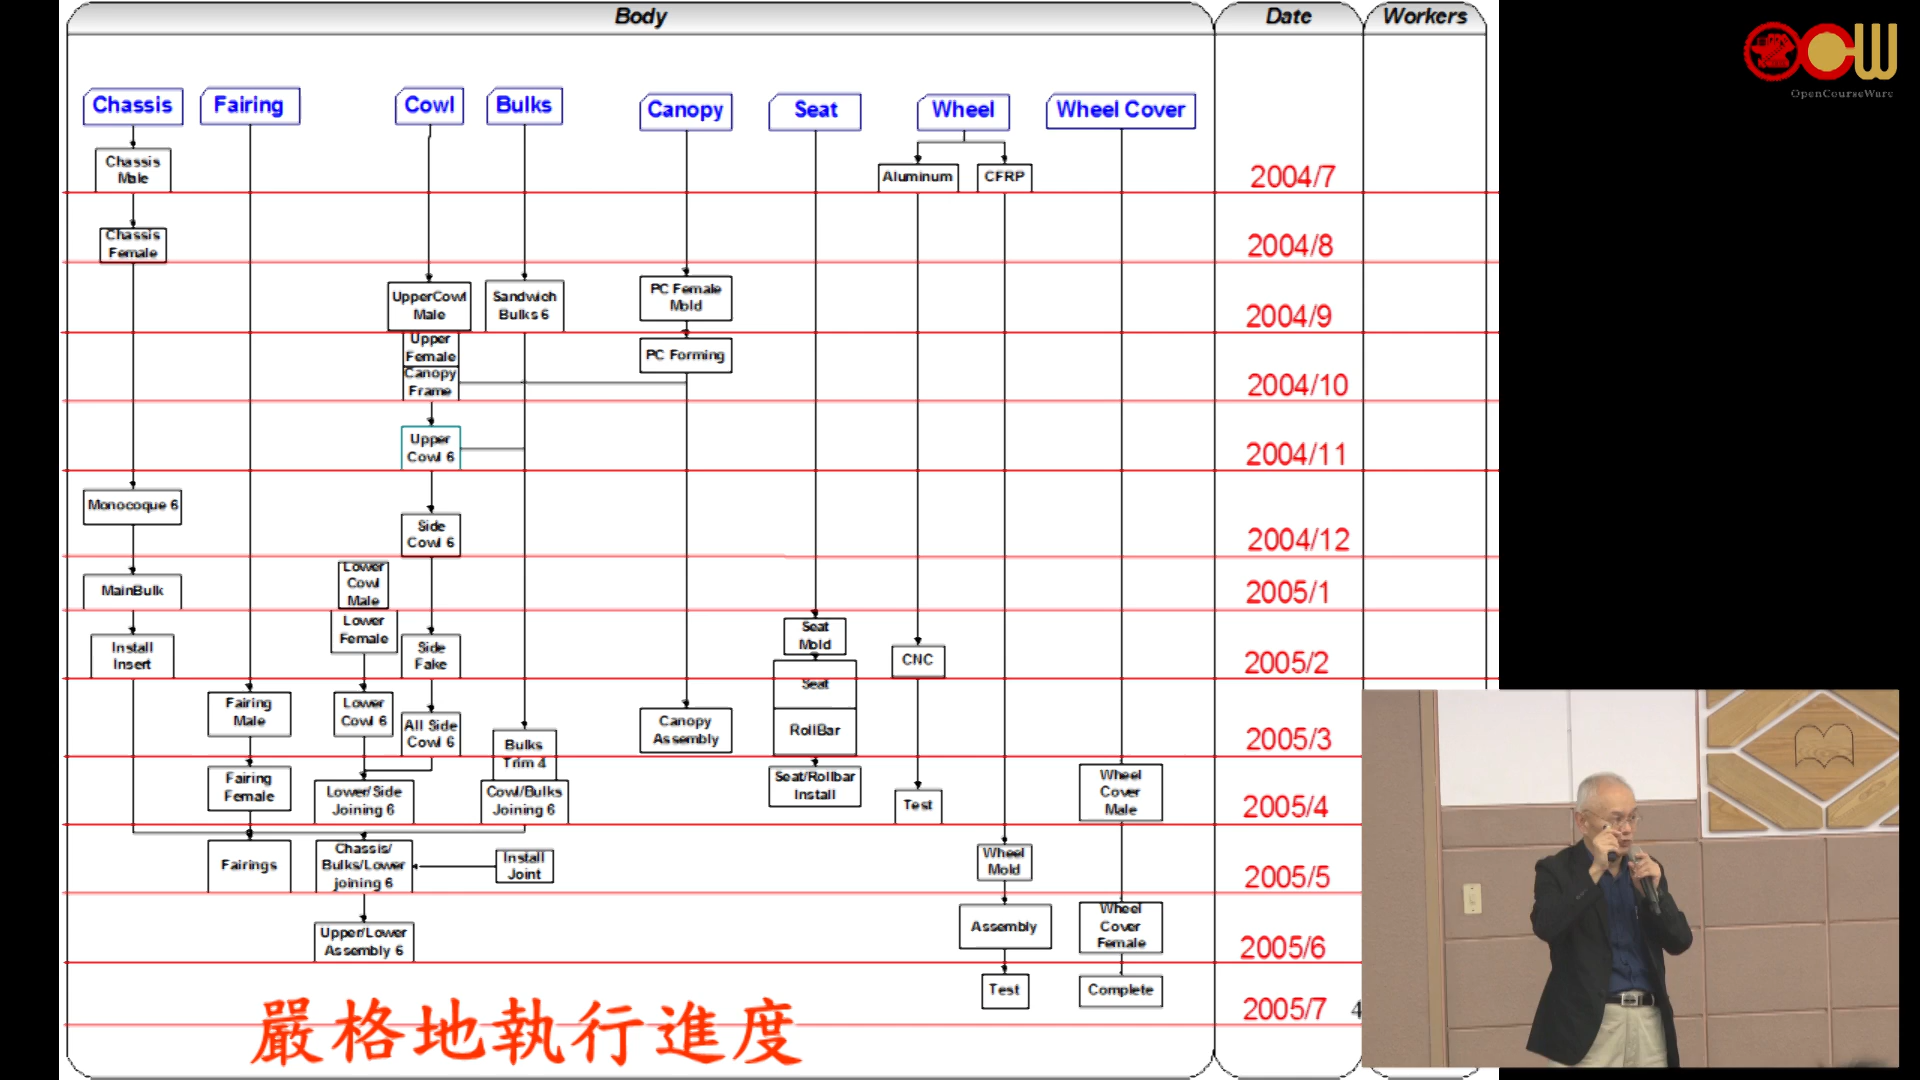 Body Date Workers
Chassis Fairing Cowl Bulks Canopy Seat Wheel Wheel Cover
Chassis
Male
Aluminum CFRP
2004/7
Chassis
Female
2004/8
UpperCowl
Male
Sandwich
Bulks 6
PC Female
Mold
2004/9
Upper
Female
Canopy
Frame
PC Forming
2004/10
Upper
Cowl 6
2004/11
Monocoque 6
Side
Cowl 6
2004/12
MainBulk
Lower
Cowl
Male
2005/1
Install
Insert
Lower
Female
Side
Fake
Seat
Mold
CNC
2005/2
Seat
Fairing
Male
Lower
Cowl 6
All Side
Cowl 6
Bulks
Trim 4
Canopy
Assembly
RollBar
2005/3
Fairing
Female
Lower/Side
Joining 6
Cowl/Bulks
Joining 6
Seat/Rollbar
Install
Test
Wheel
Cover
Male
2005/4
Fairings
Chassis/
Bulks/Lower
joining 6
Install
Joint
Wheel
Mold
2005/5
Upper/Lower
Assembly 6
Assembly
Wheel
Cover
Female
2005/6
Test
Complete
2005/7 4
嚴格地執行進度
OCW
OpenCourseWare